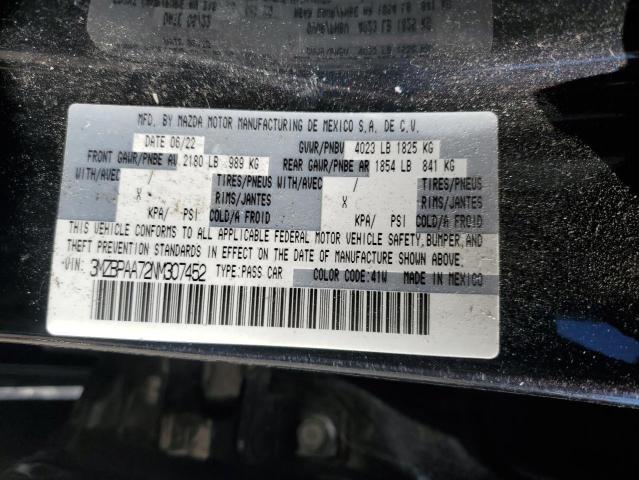 MFD. BY MAZDA MOTOR MANUFACTURING DE MEXICO S.A. DE C.V.
DATE 06/22 GVWR/PNBV 4023 LB 1825 KG
FRONT GAWR/PNBE AV 2180 LB 989 KG REAR GAWR/PNBE AR 1854 LB 841 KG
WITH/AVEC / TIRES/PNEUS WITH/AVEC / TIRES/PNEUS
X RIMS/JANTES X RIMS/JANTES
KPA/ PSI COLD/A FROID KPA/ PSI COLD/A FROID
THIS VEHICLE CONFORMS TO ALL APPLICABLE FEDERAL MOTOR VEHICLE SAFETY, BUMPER, AND
THEFT PREVENTION STANDARDS IN EFFECT ON THE DATE OF MANUFACTURE SHOWN ABOVE.
VIN: 3MZBPAA72NM307452 TYPE:PASS CAR COLOR CODE:41W MADE IN MEXICO